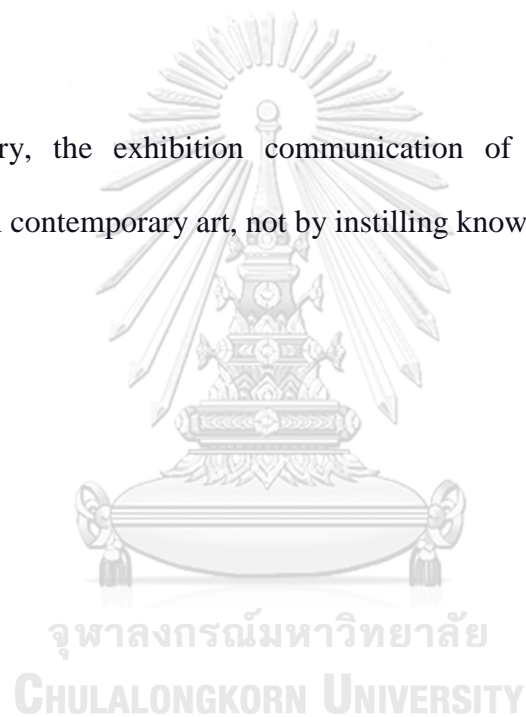 ry, the exhibition communication of
contemporary art, not by instilling know
จุฬาลงกรณ์มหาวิทยาลัย
CHULALONGKORN UNIVERSITY